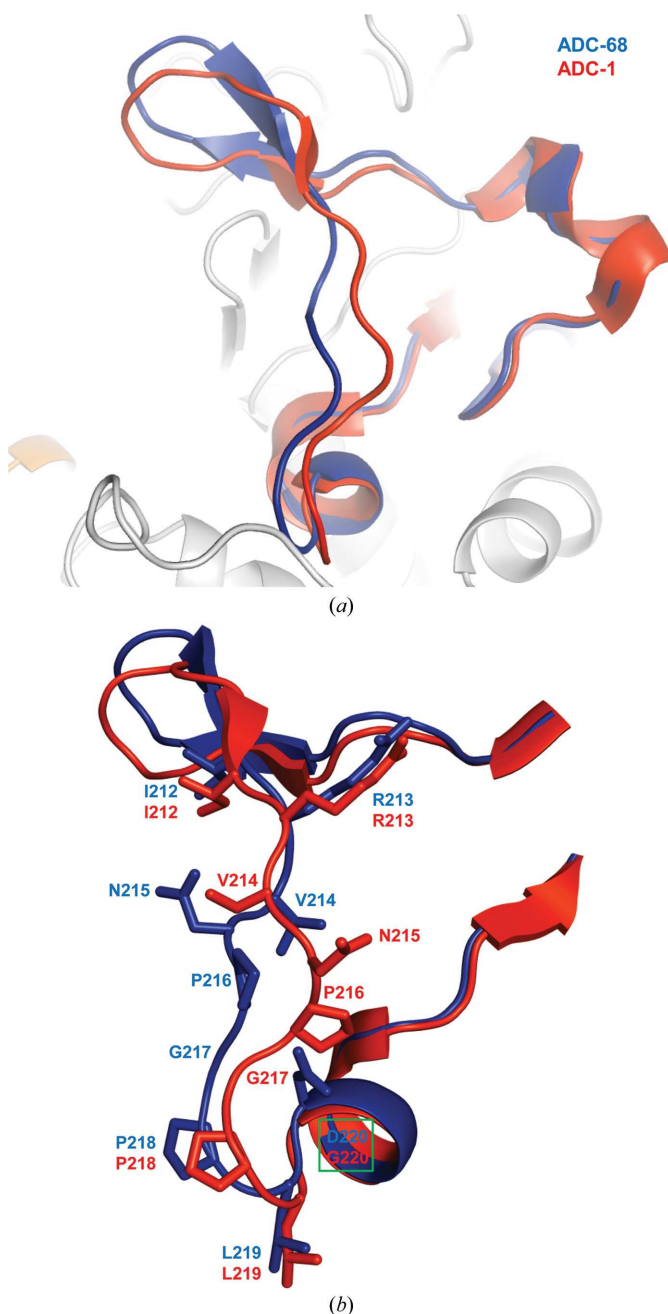 ADC-68
ADC-1
(a)
I212
I212
R213
R213
N215
V214
V214
N215
P216
P216
G217
G217
P218
P218
D220
G220
L219
L219
(b)